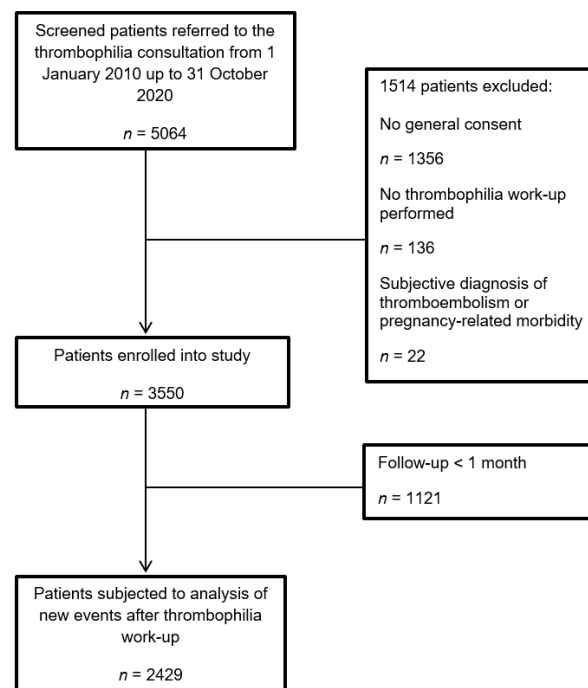 Screened patients referred to the
thrombophilia consultation from 1
January 2010 up to 31 October
2020
n = 5064
1514 patients excluded:
No general consent
n = 1356
No thrombophilia work-up
performed
n = 136
Subjective diagnosis of
thromboembolism or
pregnancy-related morbidity
n = 22
Patients enrolled into study
n = 3550
Follow-up < 1 month
n = 1121
Patients subjected to analysis of
new events after thrombophilia
work-up
n = 2429